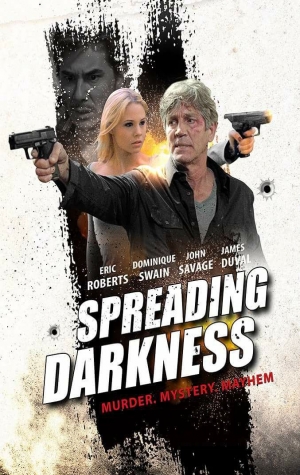 ERIC DOMINIQUE JOHN JAMES
ROBERTS SWAIN SAVAGE DUVAL
SPREADING
DARKNESS
MURDER. MYSTERY. MAYHEM